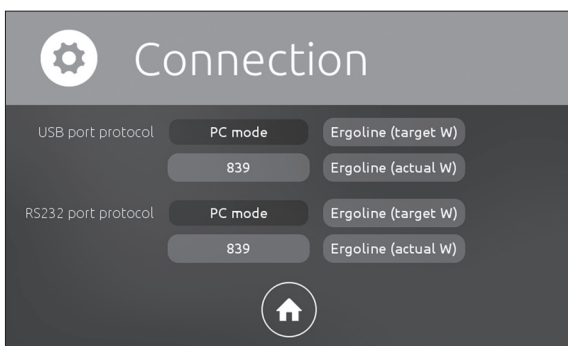 Connection
USB port protocol PC mode Ergoline (target W)
839 Ergoline (actual W)
RS232 port protocol PC mode Ergoline (target W)
839 Ergoline (actual W)